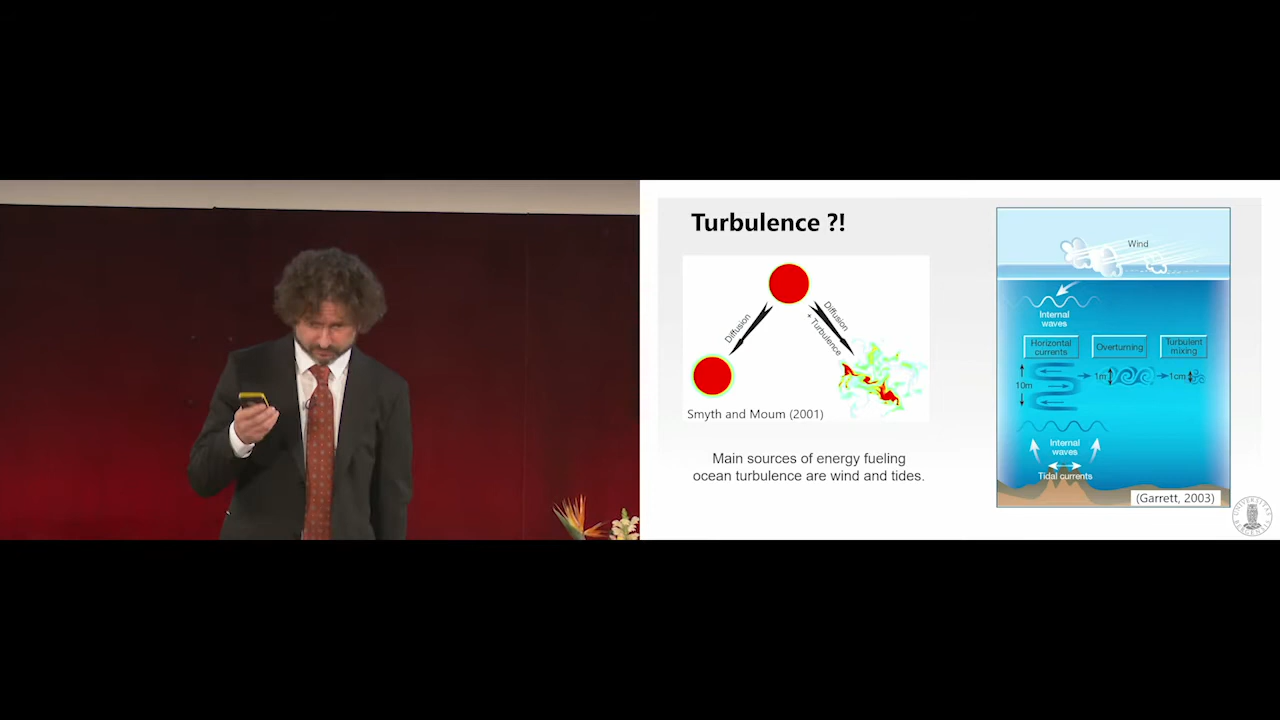 Turbulence ?!
Diffusion
Diffusion
+ Turbulence
Smyth and Moum (2001)
Main sources of energy fueling
ocean turbulence are wind and tides.
Wind
Internal
waves
Horizontal
currents
Overturning
Turbulent
mixing
10m
1m
1cm
Internal
waves
Tidal currents
(Garrett, 2003)